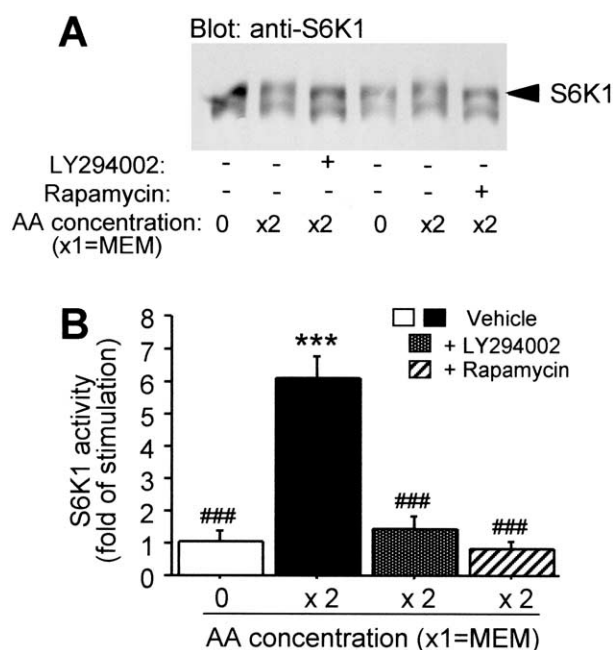 A
Blot: anti-S6K1
S6K1
LY294002: - - + - - -
Rapamycin: - - - - - +
AA concentration: 0 x2 x2 0 x2 x2
(x1=MEM)
B
8
7
6
5
4
3
2
1
0
S6K1 activity
(fold of stimulation)
Vehicle
+ LY294002
+ Rapamycin
###
***
###
###
0 x 2 x 2 x 2
AA concentration (x1=MEM)